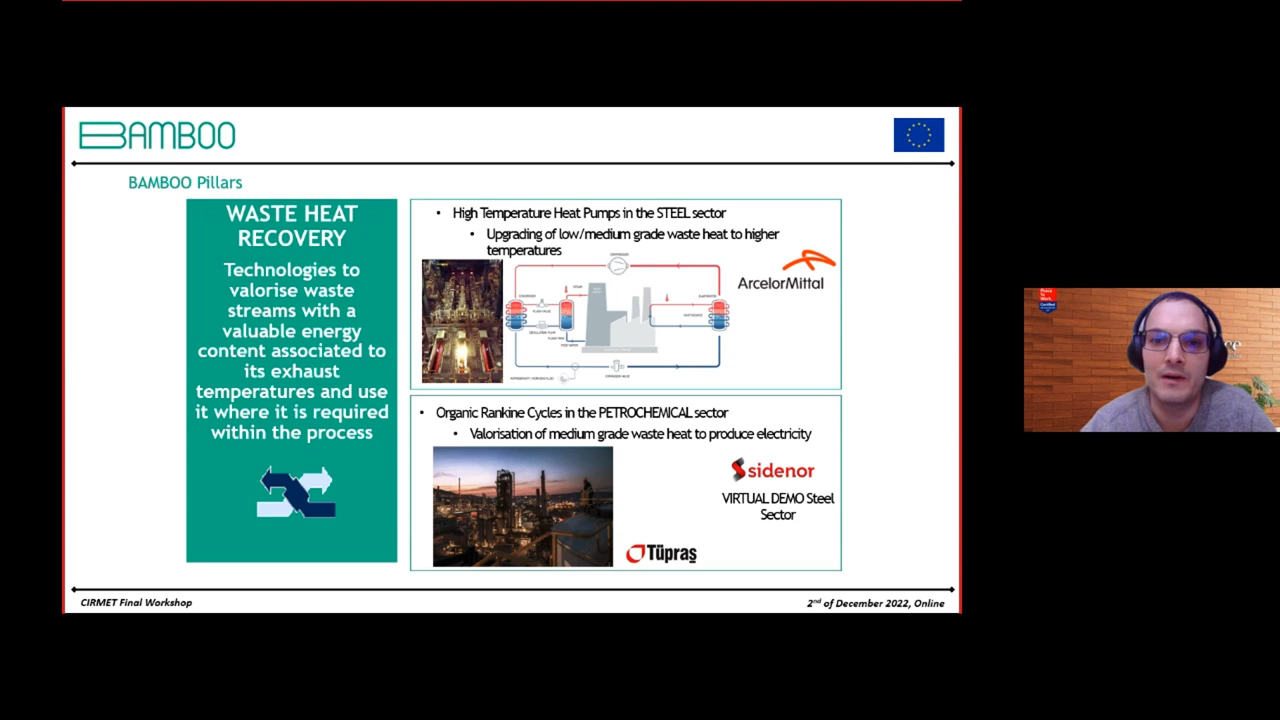 BAMBOO
BAMBOO Pillars
WASTE HEAT
RECOVERY
Technologies to
valorise waste
streams with a
valuable energy
content associated to
its exhaust
temperatures and use
it where it is required
within the process
• High Temperature Heat Pumps in the STEEL sector
• Upgrading of low/medium grade waste heat to higher
temperatures
ArcelorMittal
• Organic Rankine Cycles in the PETROCHEMICAL sector
• Valorisation of medium grade waste heat to produce electricity
sidenor
VIRTUAL DEMO Steel
Sector
Tüpraş
CIRMET Final Workshop
2nd of December 2022, Online